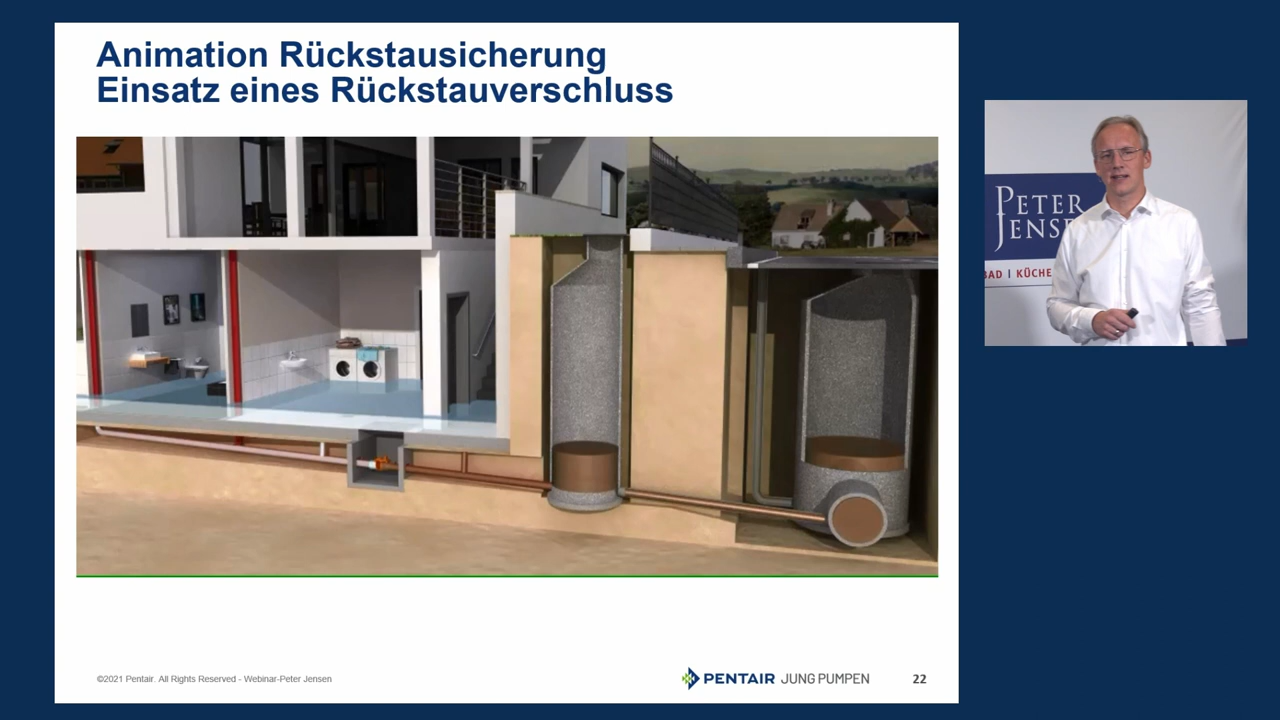 Animation Rückstausicherung
Einsatz eines Rückstauverschluss
PETER
JENSE
BAD | KÜCHE
©2021 Pentair. All Rights Reserved - Webinar-Peter Jensen
PENTAIR JUNG PUMPEN
22